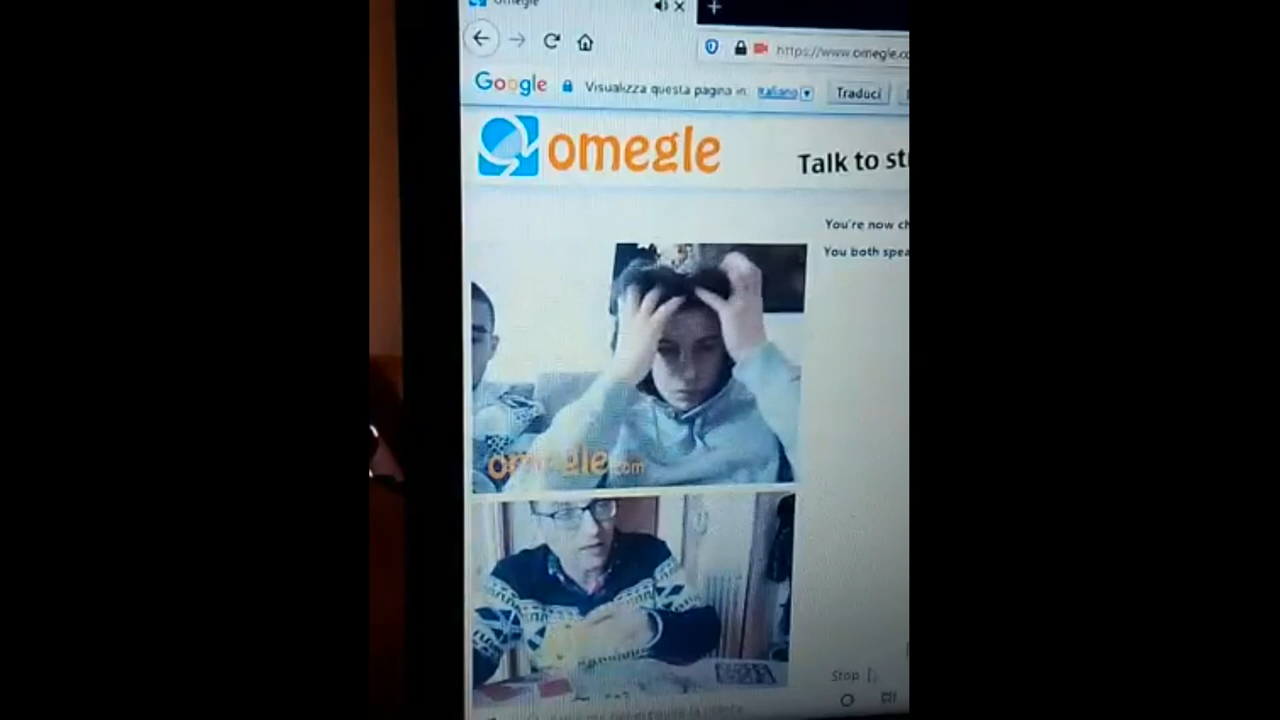 Omegle
https://www.omegle.co
Google Visualizza questa pagina in: Italiano Traduci
omegle
Talk to st
You're now ch
You both spea
omegle.com
Stop